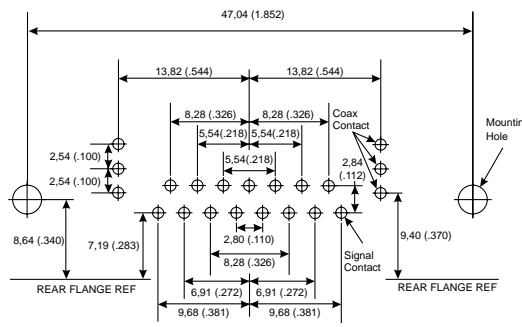 47,04 (1.852)
13,82 (.544) 13,82 (.544)
8,28 (.326) 8,28 (.326)
Coax
Contact
Mountin
Hole
5,54(.218) 5,54(.218)
2,54 (.100)
5,54(.218)
2,84
(.112)
2,54 (.100)
8,64 (.340)
7,19 (.283)
2,80 (.110)
9,40 (.370)
Signal
Contact
8,28 (.326)
REAR FLANGE REF REAR FLANGE REF
6,91 (.272) 6,91 (.272)
9,68 (.381) 9,68 (.381)